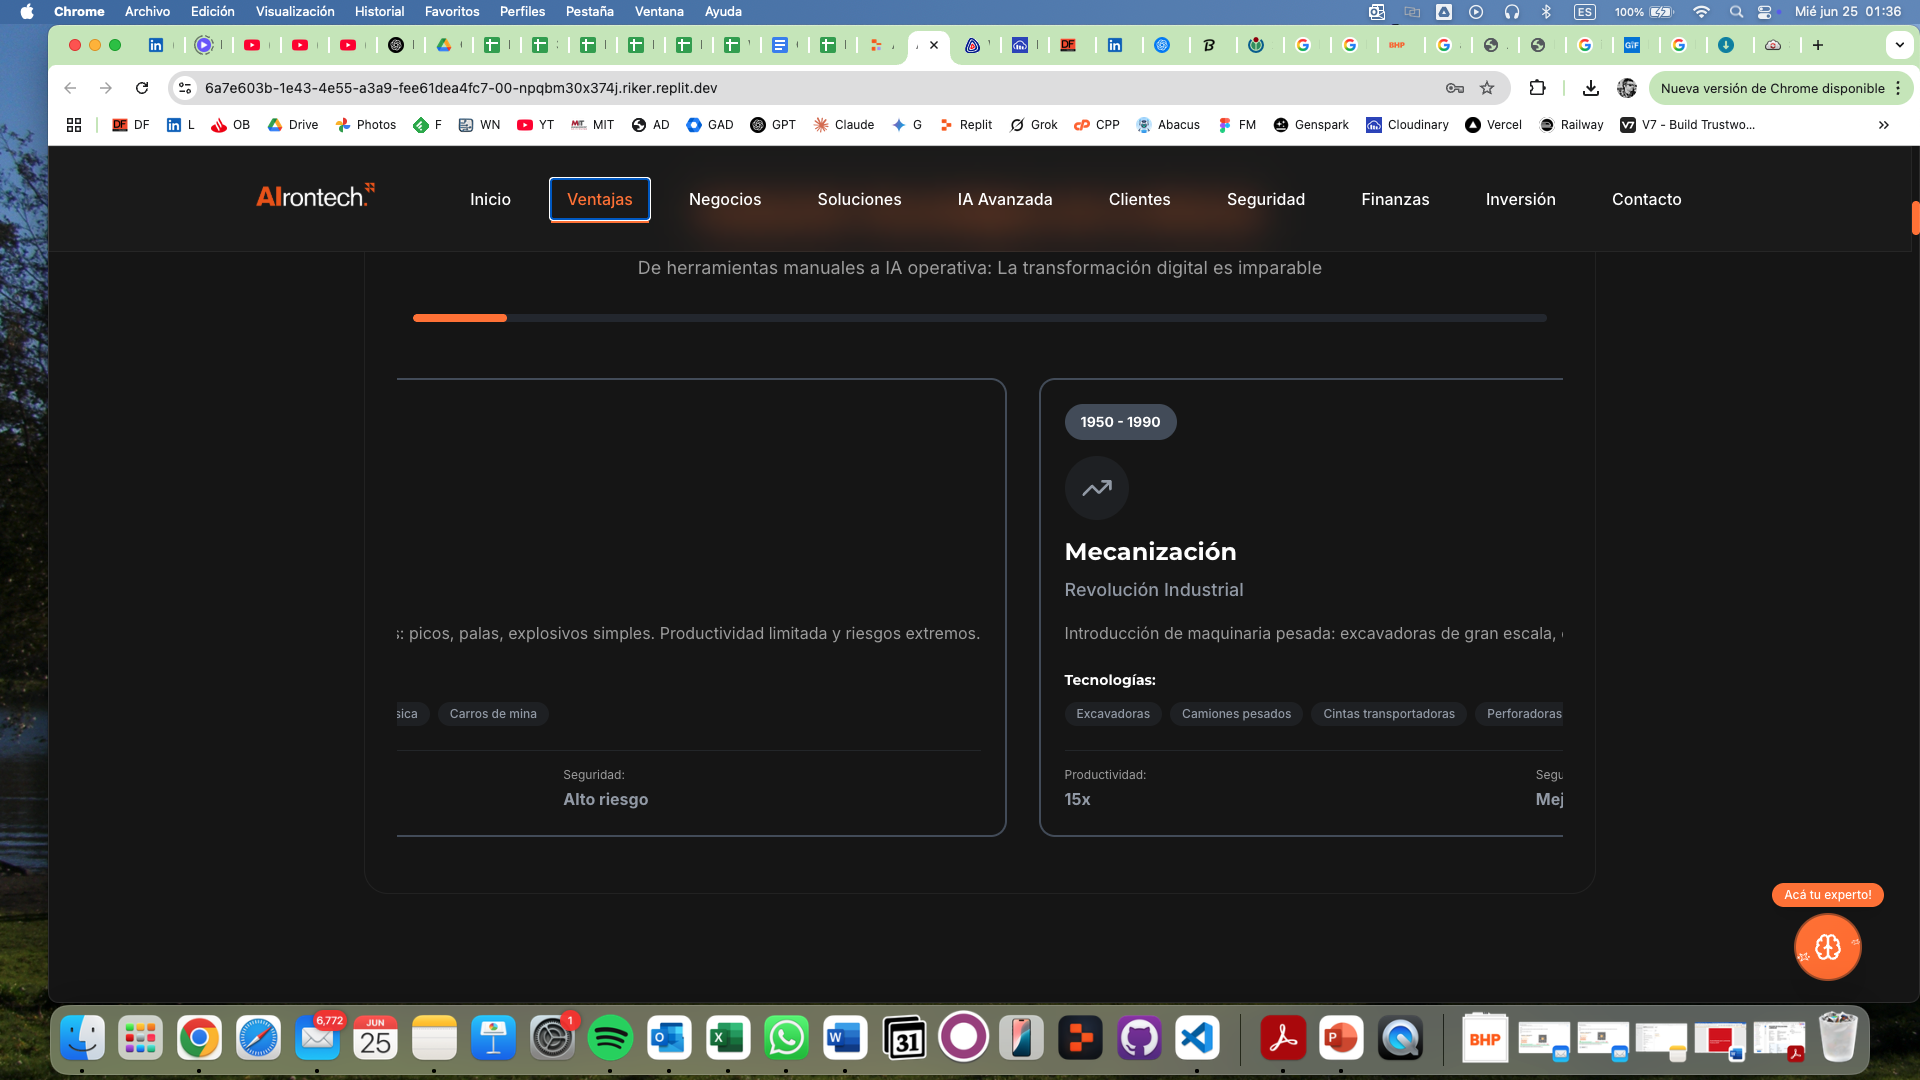 Chrome Archivo Edición Visualización Historial Favoritos Perfiles Pestaña Ventana Ayuda
ES 100% Mié jun 25 01:36
6a7e603b-1e43-4e55-a3a9-fee61dea4fc7-00-npqbm30x374j.riker.replit.dev
Nueva versión de Chrome disponible
DF L OB Drive Photos F WN YT MIT AD GAD GPT Claude G Replit Grok CPP Abacus FM Genspark Cloudinary Vercel Railway V7 - Build Trustwo...
AIrontech.
Inicio Ventajas Negocios Soluciones IA Avanzada Clientes Seguridad Finanzas Inversión Contacto
De herramientas manuales a IA operativa: La transformación digital es imparable
1950 - 1990
Mecanización
Revolución Industrial
s: picos, palas, explosivos simples. Productividad limitada y riesgos extremos.
Introducción de maquinaria pesada: excavadoras de gran escala,
Tecnologías:
sica Carros de mina
Excavadoras Camiones pesados Cintas transportadoras Perforadoras
Seguridad:
Alto riesgo
Productividad:
15x
Segu
Mej
Acá tu experto!
6,772
JUN
25
1
31
BHP